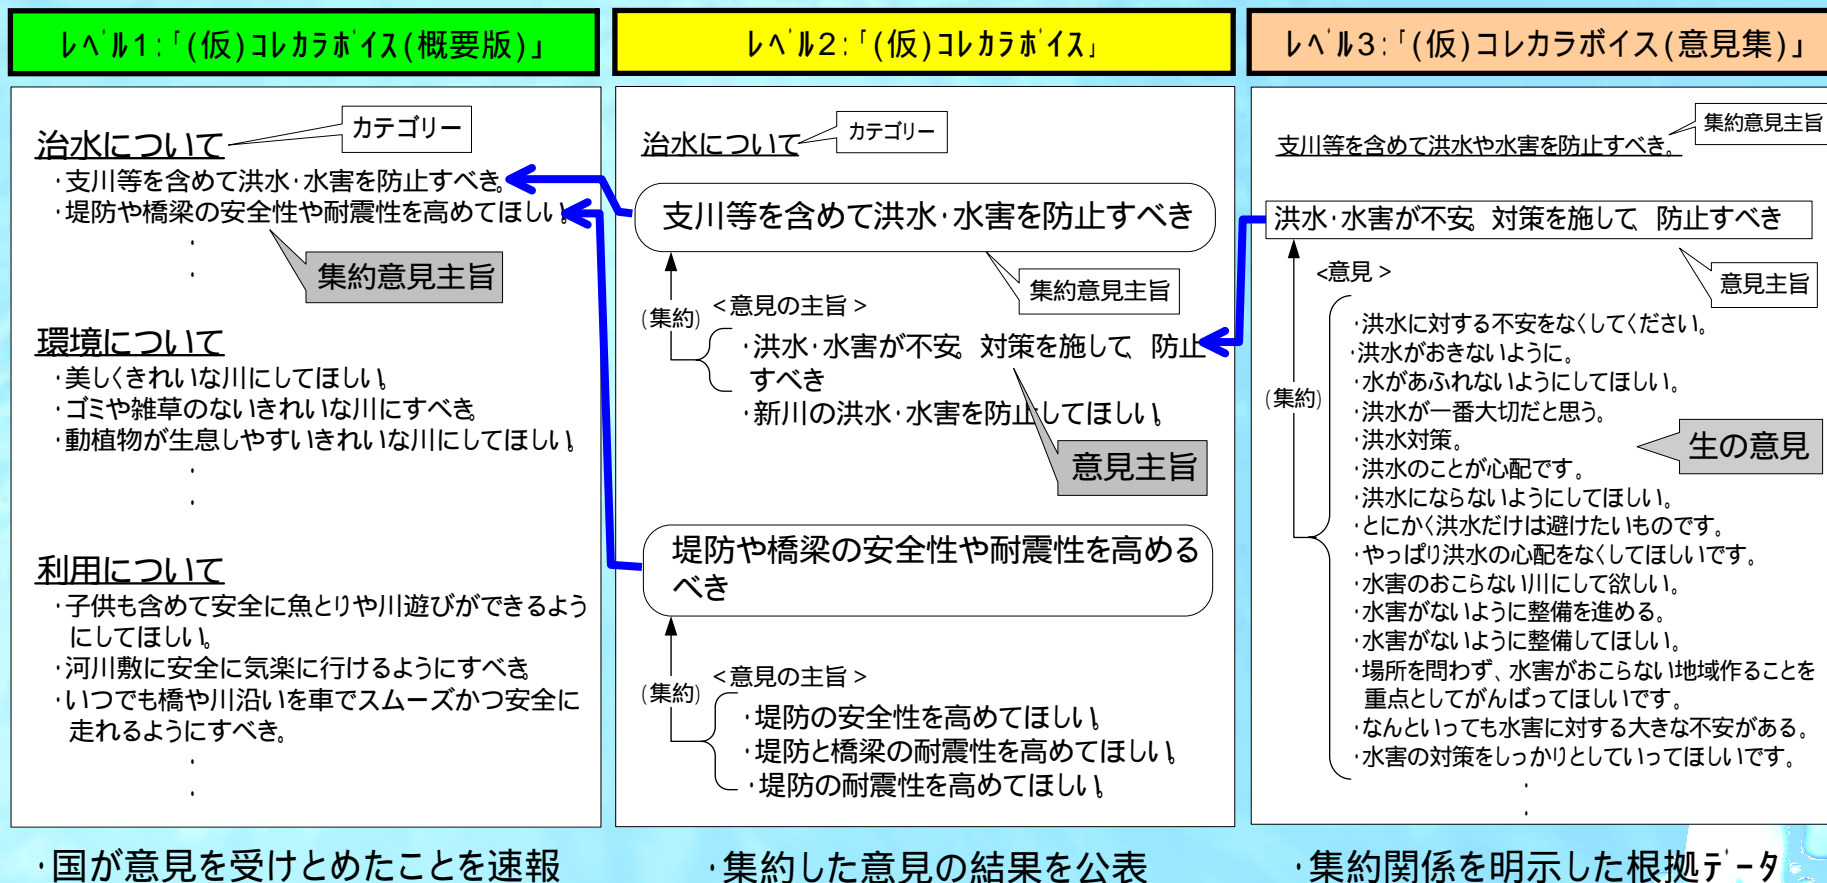 レベル1:「(仮)コレカラボイス(概要版)」
治水について
カテゴリー
・支川等を含めて洪水・水害を防止すべき。
・堤防や橋梁の安全性や耐震性を高めてほしい。
・
・
集約意見主旨
環境について
・美しくきれいな川にしてほしい。
・ゴミや雑草のないきれいな川にすべき。
・動植物が生息しやすいきれいな川にしてほしい。
・
・
利用について
・子供も含めて安全に魚とりや川遊びができるよう
にしてほしい。
・河川敷に安全に気楽に行けるようにすべき。
・いつでも橋や川沿いを車でスムーズかつ安全に
走れるようにすべき。
・
・
・国が意見を受けとめたことを速報
レベル2:「(仮)コレカラボイス」
治水について
カテゴリー
支川等を含めて洪水・水害を防止すべき
集約意見主旨
(集約)
<意見の主旨>
・洪水・水害が不安。対策を施して、防止
すべき
・新川の洪水・水害を防止してほしい。
意見主旨
堤防や橋梁の安全性や耐震性を高める
べき
(集約)
<意見の主旨>
・堤防の安全性を高めてほしい。
・堤防と橋梁の耐震性を高めてほしい。
・堤防の耐震性を高めてほしい。
・集約した意見の結果を公表
レベル3:「(仮)コレカラボイス(意見集)」
集約意見主旨
支川等を含めて洪水や水害を防止すべき。
洪水・水害が不安。対策を施して、防止すべき
意見主旨
<意見>
(集約)
・洪水に対する不安をなくしてください。
・洪水がおきないように。
・水があふれないようにしてほしい。
・洪水が一番大切だと思う。
・洪水対策。
・洪水のことが心配です。
・洪水にならないようにしてほしい。
・とにかく洪水だけは避けたいものです。
・やっぱり洪水の心配をなくしてほしいです。
・水害のおこらない川にして欲しい。
・水害がないように整備を進める。
・水害がないように整備してほしい。
・場所を問わず、水害がおこらない地域作ることを
重点としてがんばってほしいです。
・なんといっても水害に対する大きな不安がある。
・水害の対策をしっかりとしていってほしいです。
・
・
生の意見
・集約関係を明示した根拠データ